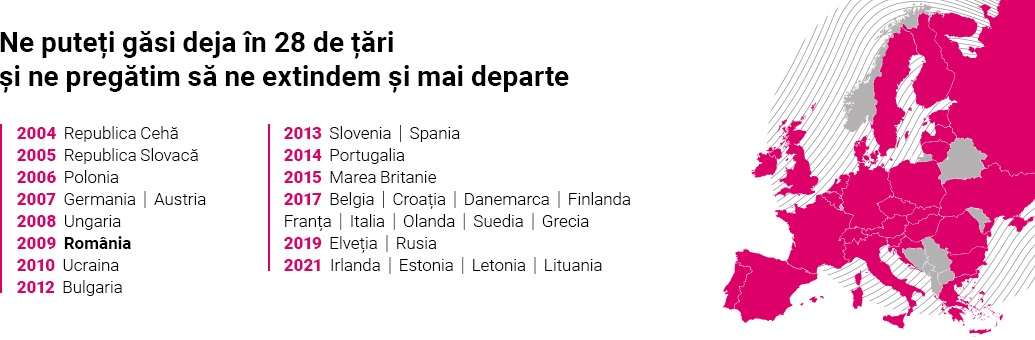 Ne puteți găsi deja în 28 de țări
și ne pregătim să ne extindem și mai departe
2004 Republica Cehă
2005 Republica Slovacă
2006 Polonia
2007 Germania | Austria
2008 Ungaria
2009 România
2010 Ucraina
2012 Bulgaria
2013 Slovenia | Spania
2014 Portugalia
2015 Marea Britanie
2017 Belgia | Croația | Danemarca | Finlanda
Franța | Italia | Olanda | Suedia | Grecia
2019 Elveția | Rusia
2021 Irlanda | Estonia | Letonia | Lituania